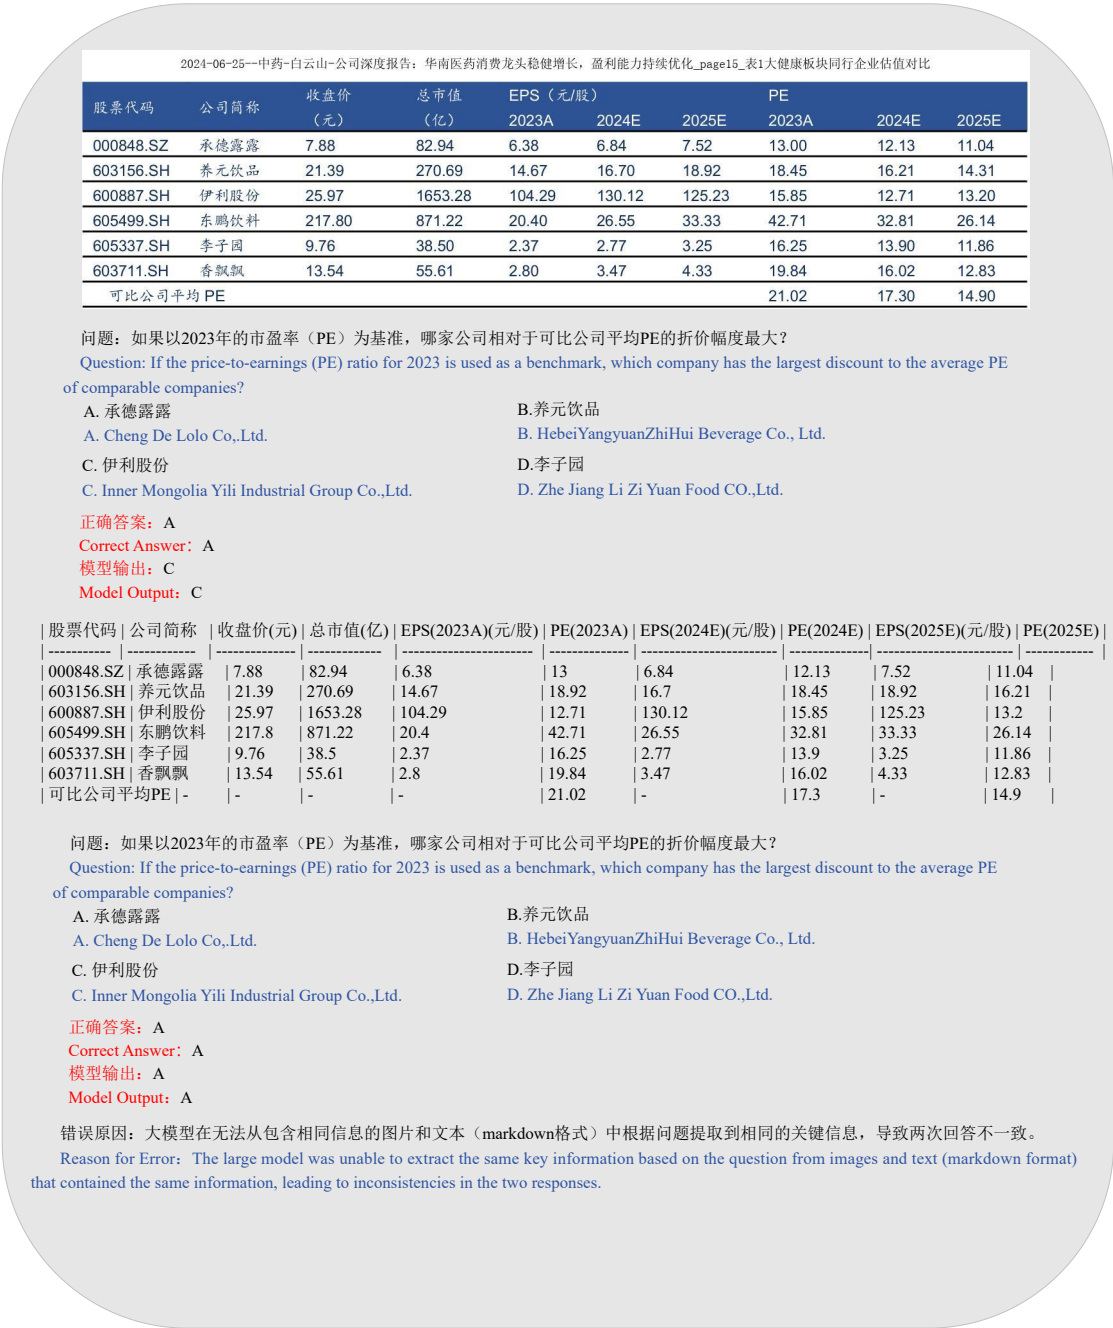 2024-06-25--中药-白云山-公司深度报告：华南医药消费龙头稳健增长，盈利能力持续优化_page15_表1大健康板块同行企业估值对比
股票代码 公司简称 收盘价（元） 总市值（亿） EPS（元/股） PE
2023A 2024E 2025E 2023A 2024E 2025E
000848.SZ 承德露露 7.88 82.94 6.38 6.84 7.52 13.00 12.13 11.04
603156.SH 养元饮品 21.39 270.69 14.67 16.70 18.92 18.45 16.21 14.31
600887.SH 伊利股份 25.97 1653.28 104.29 130.12 125.23 15.85 12.71 13.20
605499.SH 东鹏饮料 217.80 871.22 20.40 26.55 33.33 42.71 32.81 26.14
605337.SH 李子园 9.76 38.50 2.37 2.77 3.25 16.25 13.90 11.86
603711.SH 香飘飘 13.54 55.61 2.80 3.47 4.33 19.84 16.02 12.83
可比公司平均 PE 21.02 17.30 14.90
问题：如果以2023年的市盈率（PE）为基准，哪家公司相对于可比公司平均PE的折价幅度最大？
Question: If the price-to-earnings (PE) ratio for 2023 is used as a benchmark, which company has the largest discount to the average PE
of comparable companies?
A. 承德露露 B.养元饮品
A. Cheng De Lolo Co,.Ltd. B. HebeiYangyuanZhiHui Beverage Co., Ltd.
C. 伊利股份 D.李子园
C. Inner Mongolia Yili Industrial Group Co.,Ltd. D. Zhe Jiang Li Zi Yuan Food CO.,Ltd.
正确答案：A
Correct Answer：A
模型输出：C
Model Output：C
| 股票代码 | 公司简称 | 收盘价(元) | 总市值(亿) | EPS(2023A)(元/股) | PE(2023A) | EPS(2024E)(元/股) | PE(2024E) | EPS(2025E)(元/股) | PE(2025E) |
| ----------- | ------------ | -------------- | ------------- | ----------------------- | -------------- | ------------------------ | --------------| ------------------------ | ------------ |
| 000848.SZ | 承德露露 | 7.88 | 82.94 | 6.38 | 13 | 6.84 | 12.13 | 7.52 | 11.04 |
| 603156.SH | 养元饮品 | 21.39 | 270.69 | 14.67 | 18.92 | 16.7 | 18.45 | 18.92 | 16.21 |
| 600887.SH | 伊利股份 | 25.97 | 1653.28 | 104.29 | 12.71 | 130.12 | 15.85 | 125.23 | 13.2 |
| 605499.SH | 东鹏饮料 | 217.8 | 871.22 | 20.4 | 42.71 | 26.55 | 32.81 | 33.33 | 26.14 |
| 605337.SH | 李子园 | 9.76 | 38.5 | 2.37 | 16.25 | 2.77 | 13.9 | 3.25 | 11.86 |
| 603711.SH | 香飘飘 | 13.54 | 55.61 | 2.8 | 19.84 | 3.47 | 16.02 | 4.33 | 12.83 |
| 可比公司平均PE | - | - | - | - | 21.02 | - | 17.3 | - | 14.9 |
问题：如果以2023年的市盈率（PE）为基准，哪家公司相对于可比公司平均PE的折价幅度最大？
Question: If the price-to-earnings (PE) ratio for 2023 is used as a benchmark, which company has the largest discount to the average PE
of comparable companies?
A. 承德露露 B.养元饮品
A. Cheng De Lolo Co,.Ltd. B. HebeiYangyuanZhiHui Beverage Co., Ltd.
C. 伊利股份 D.李子园
C. Inner Mongolia Yili Industrial Group Co.,Ltd. D. Zhe Jiang Li Zi Yuan Food CO.,Ltd.
正确答案：A
Correct Answer：A
模型输出：A
Model Output：A
错误原因：大模型在无法从包含相同信息的图片和文本（markdown格式）中根据问题提取到相同的关键信息，导致两次回答不一致。
Reason for Error：The large model was unable to extract the same key information based on the question from images and text (markdown format)
that contained the same information, leading to inconsistencies in the two responses.